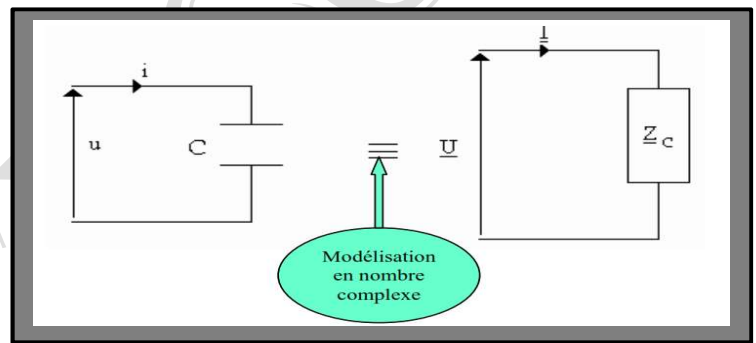 i
u
C
≡
U
I
Z C
Modélisation
en nombre
complexe